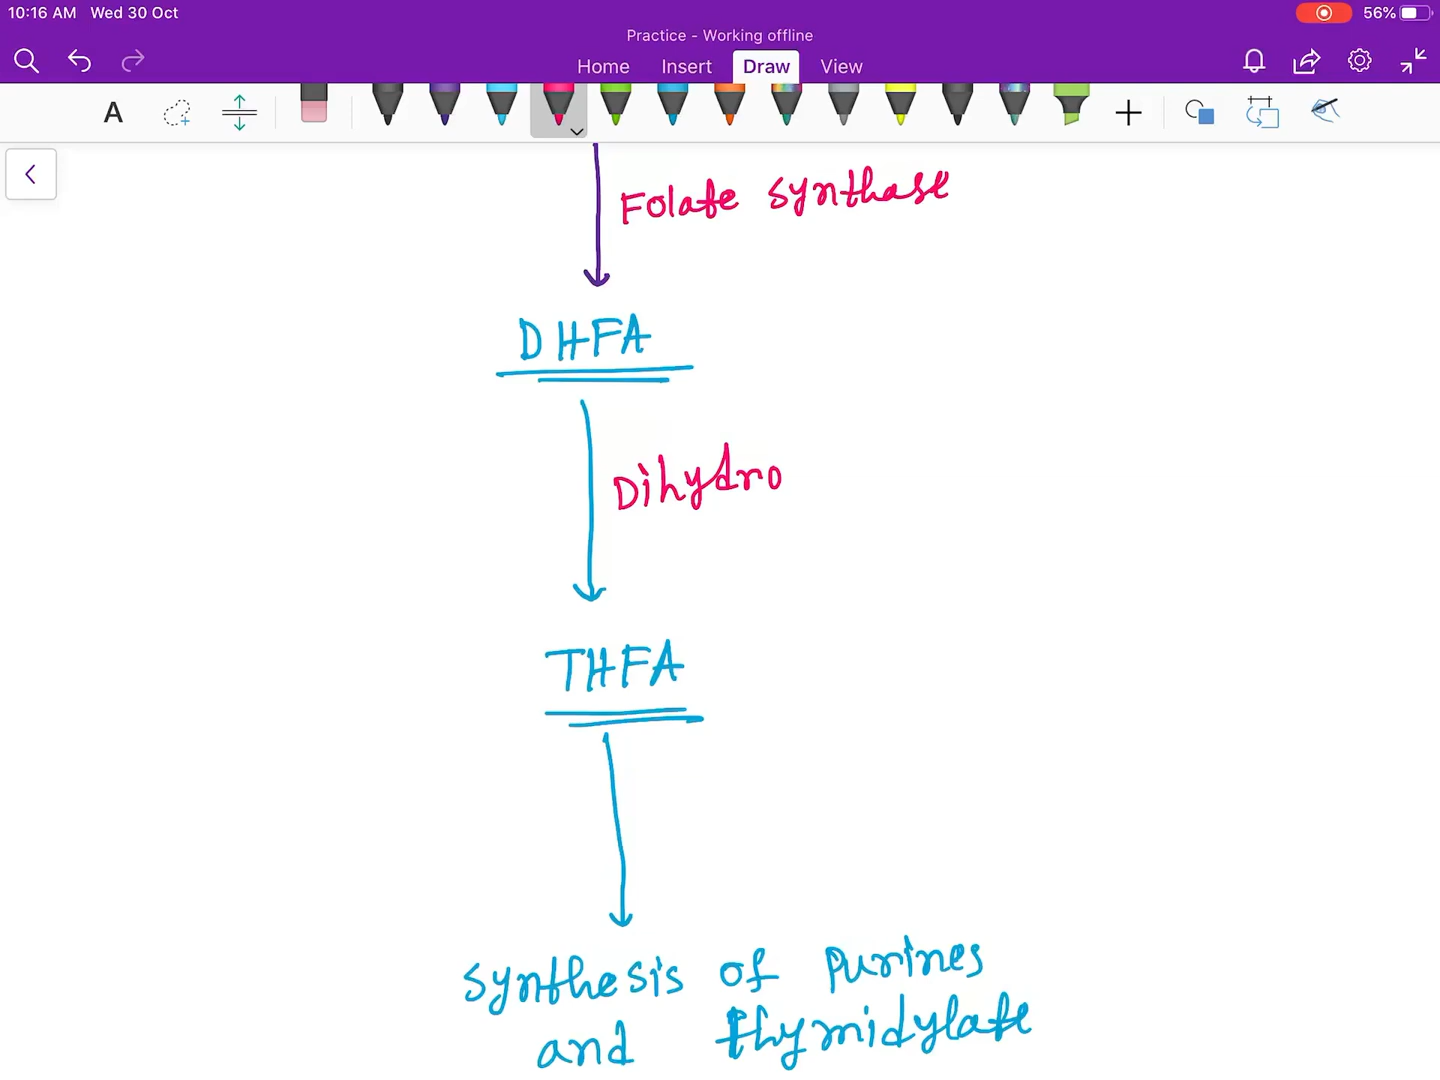 10:16 AM Wed 30 Oct 56%
Practice - Working offline
Home Insert Draw View
A
Folate synthase
DHFA
Dihydro
THFA
synthesis of purines
and thymidylate